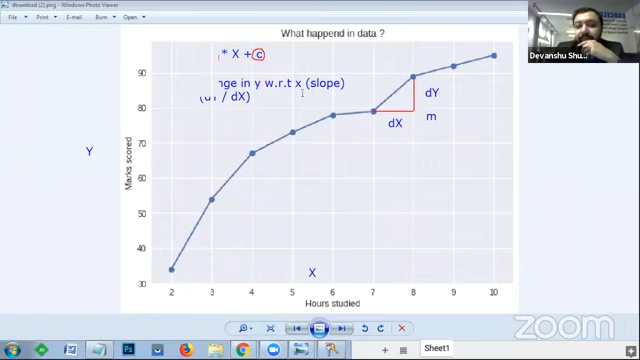 download (2).png - Windows Photo Viewer
File Print E-mail Burn Open
What happend in data ?
* X + c
nge in y w.r.t x (slope)
/ dX)
dY
dX
m
Y
Marks scored
90
80
70
60
50
40
30
X
2 3 4 5 6 7 8 9 10
Hours studied
Devanshu Shu...
zoom
Sheet1